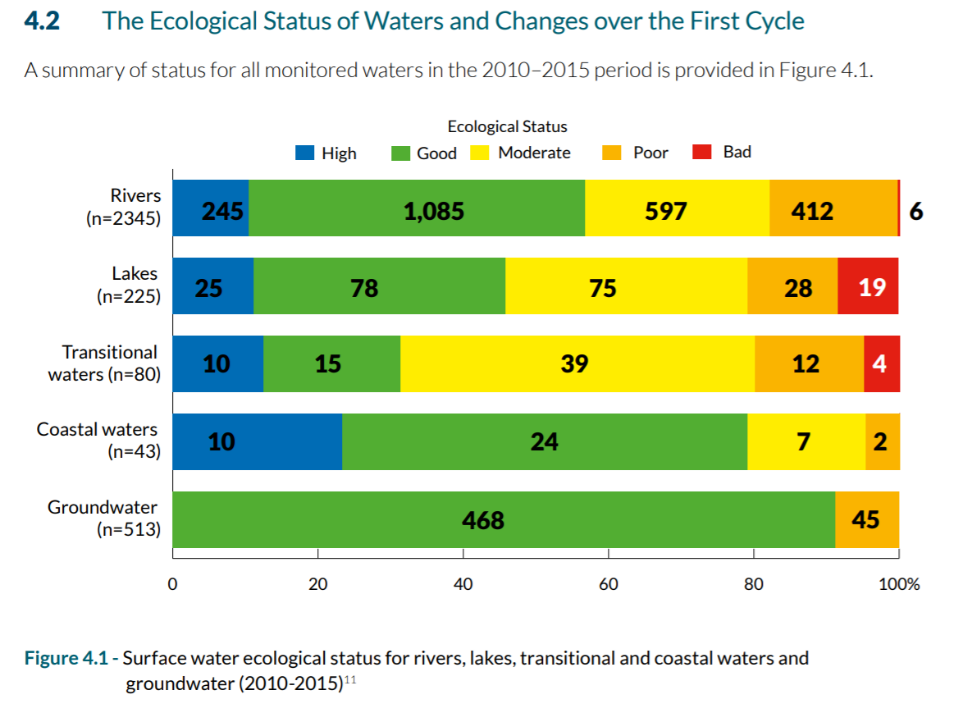 4.2 The Ecological Status of Waters and Changes over the First Cycle
A summary of status for all monitored waters in the 2010–2015 period is provided in Figure 4.1.
Ecological Status
High Good Moderate Poor Bad
Rivers
(n=2345)
245 1,085 597 412 6
Lakes
(n=225)
25 78 75 28 19
Transitional
waters (n=80)
10 15 39 12 4
Coastal waters
(n=43)
10 24 7 2
Groundwater
(n=513)
468 45
0 20 40 60 80 100%
Figure 4.1 - Surface water ecological status for rivers, lakes, transitional and coastal waters and
groundwater (2010-2015)11